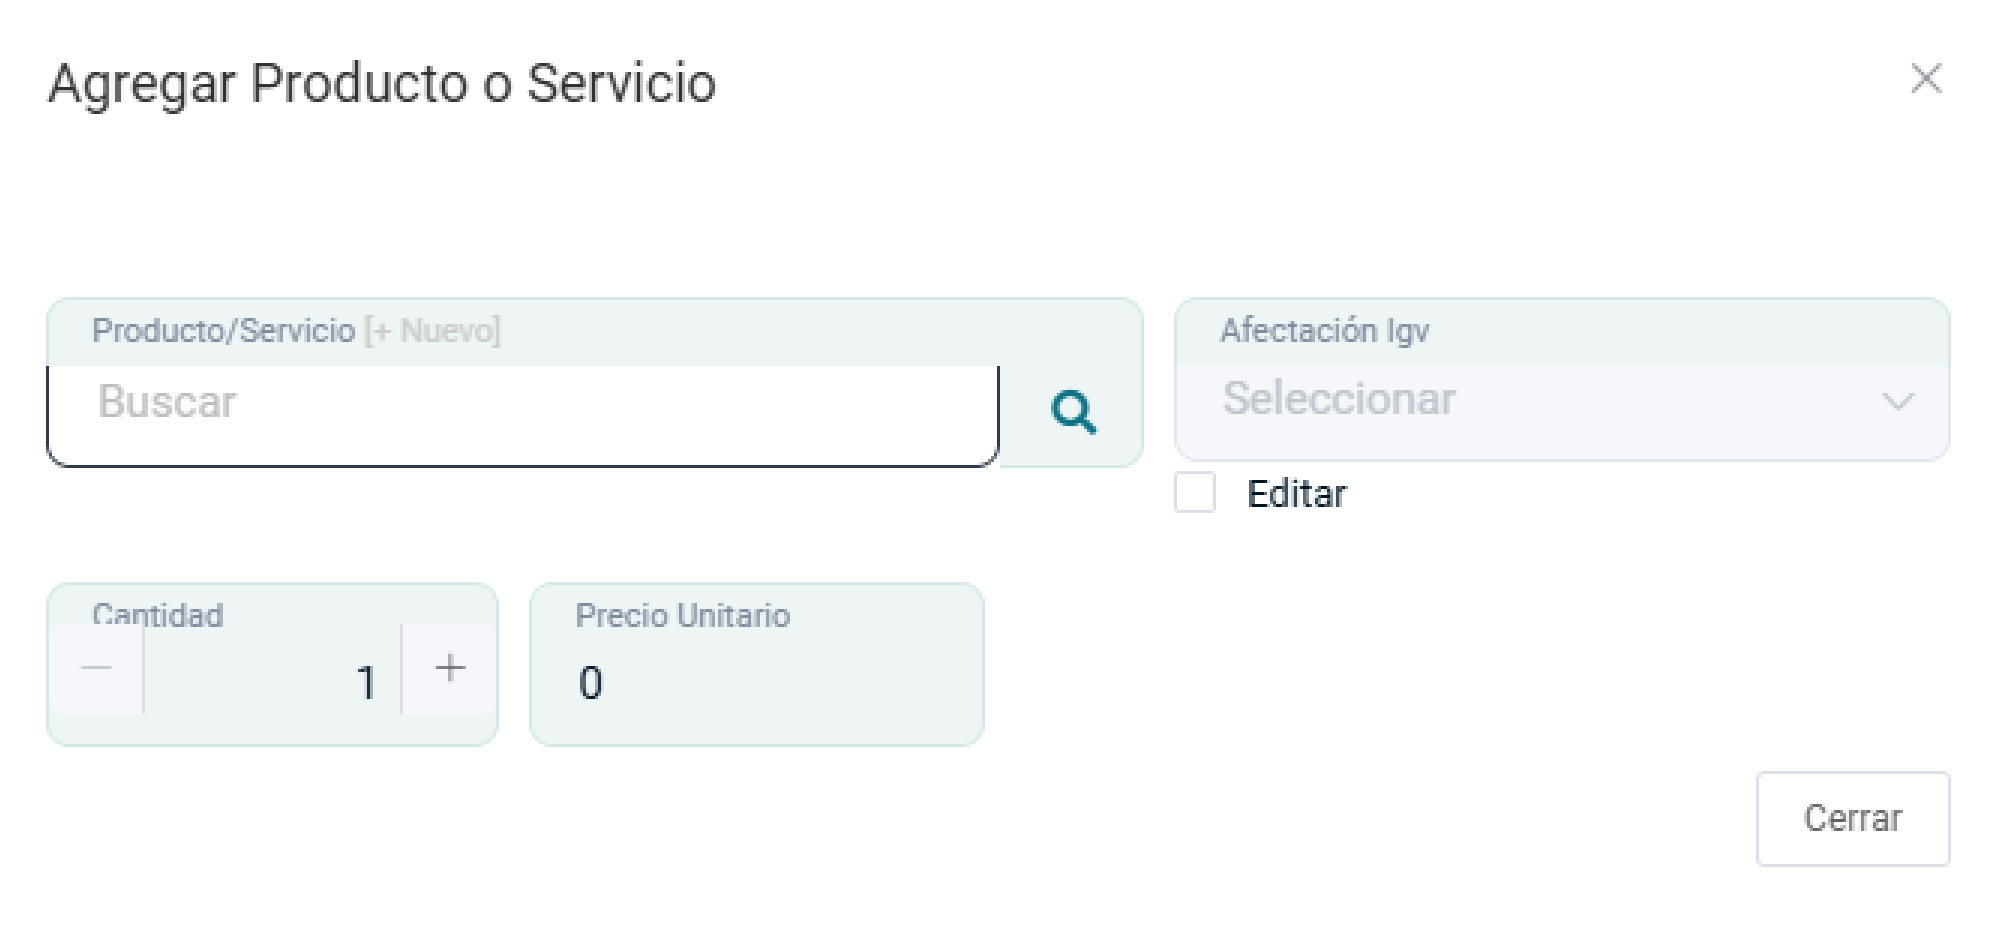 Agregar Producto o Servicio
Producto/Servicio [+ Nuevo]
Afectación Igv
Buscar
Seleccionar
Editar
Cantidad
Precio Unitario
1
0
Cerrar